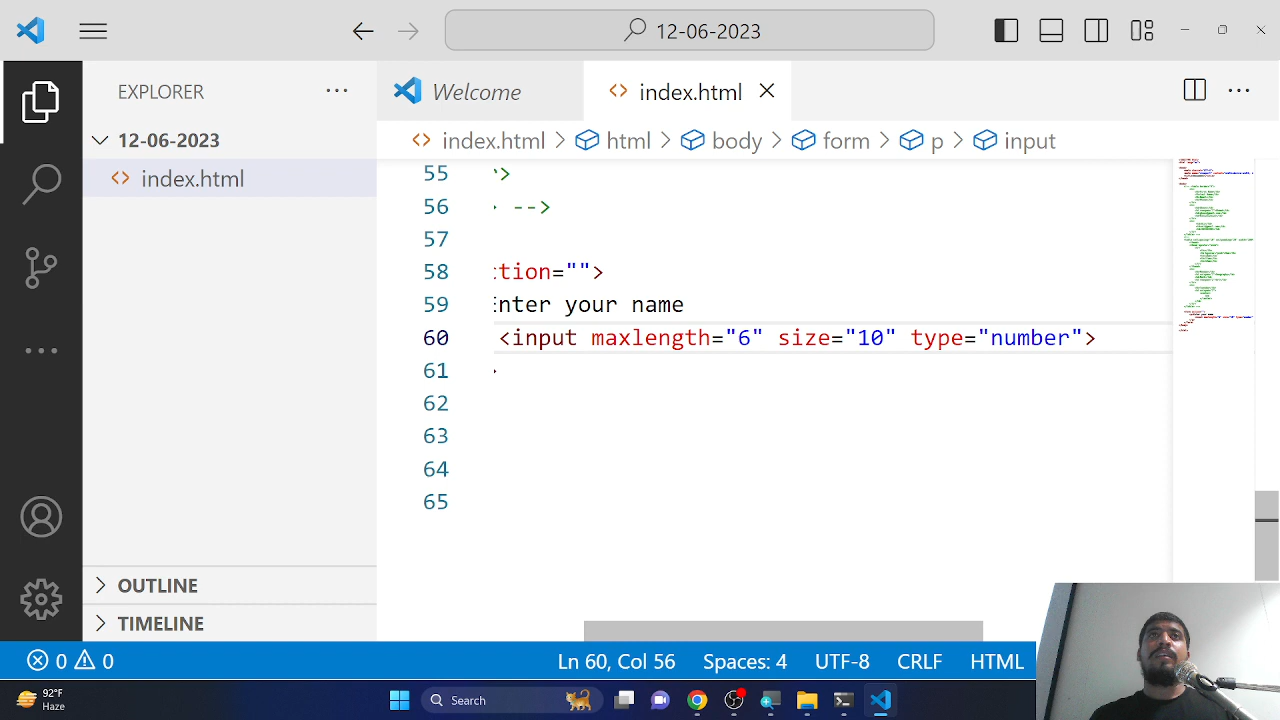 12-06-2023
EXPLORER
12-06-2023
index.html
OUTLINE
TIMELINE
Welcome
index.html
index.html > html > body > form > p > input
55
56 -->
57
58 ction="">
59 Enter your name
60 <input maxlength="6" size="10" type="number">
61
62
63
64
65
0 0
Ln 60, Col 56
Spaces: 4
UTF-8
CRLF
HTML
92°F
Haze
Search